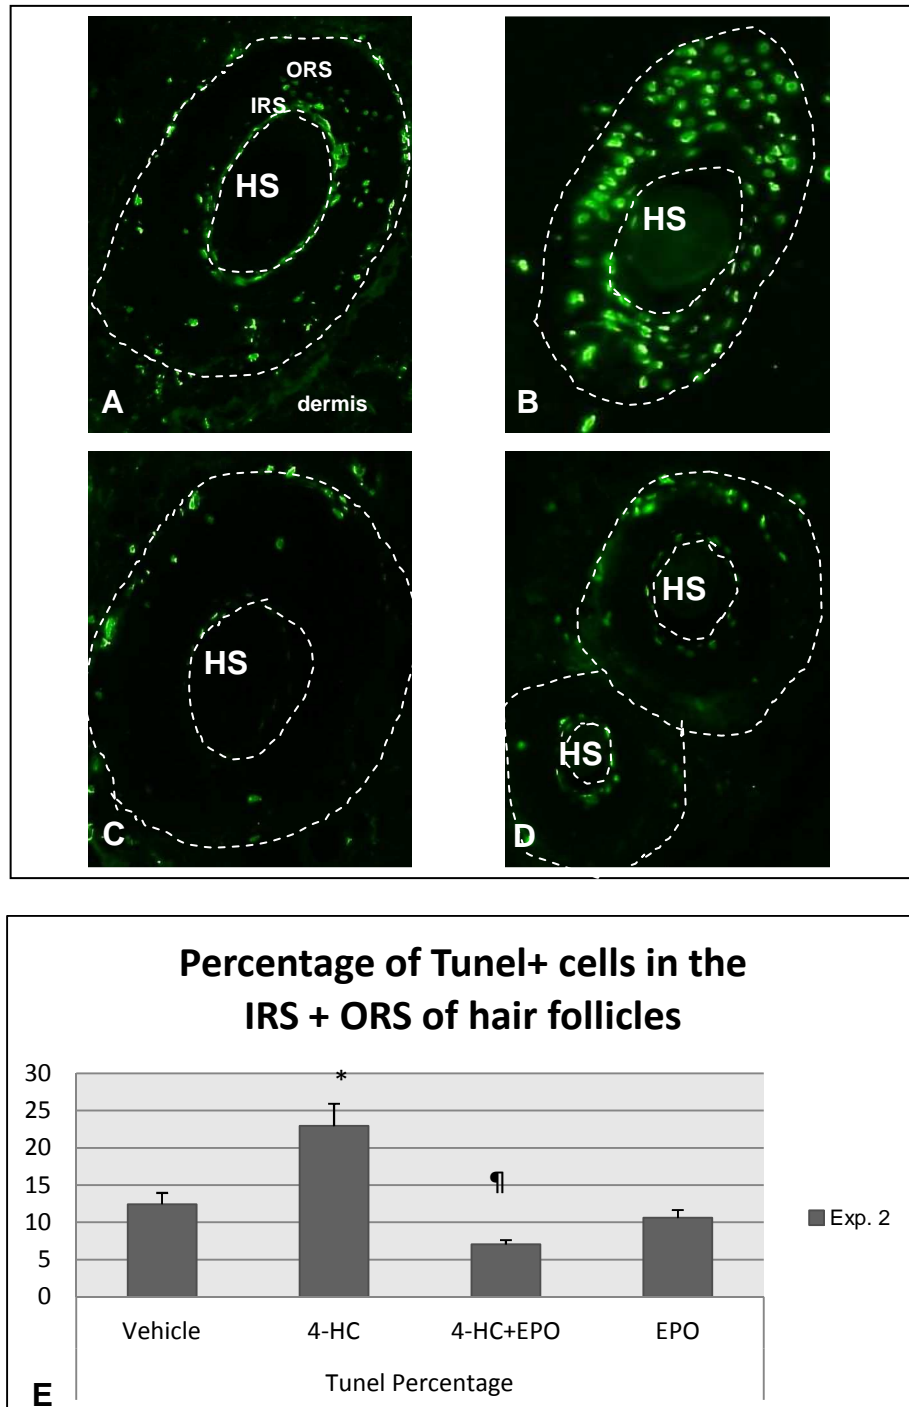 ORS
IRS
HS
A
dermis
HS
B
HS
C
HS
HS
D
Percentage of Tunel+ cells in the
IRS + ORS of hair follicles
30
25
20
15
10
5
0
*
¶
Vehicle
4-HC
4-HC+EPO
EPO
Tunel Percentage
Exp. 2
E